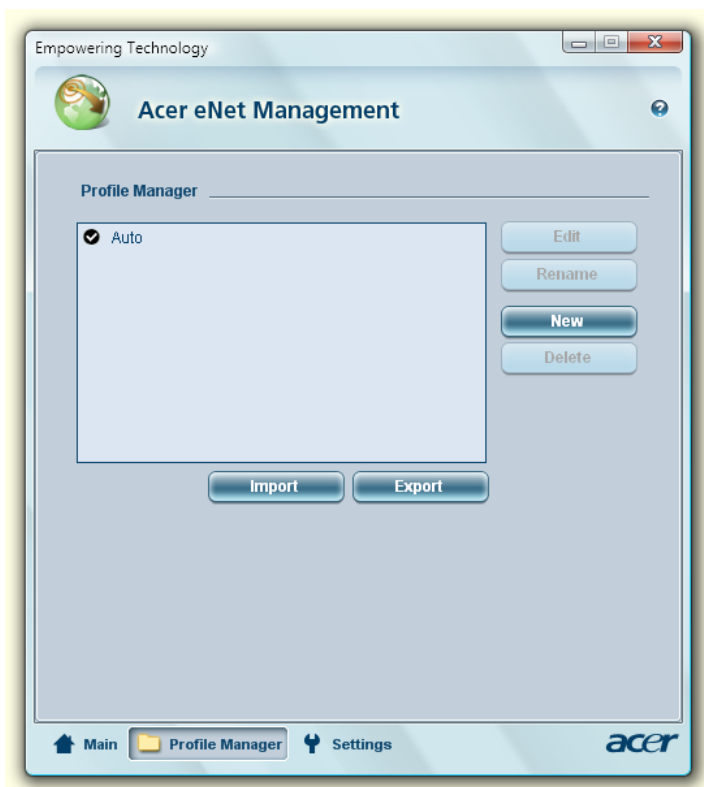 Empowering Technology
Acer eNet Management
Profile Manager
Auto
Edit
Rename
New
Delete
Import Export
Main Profile Manager Settings acer